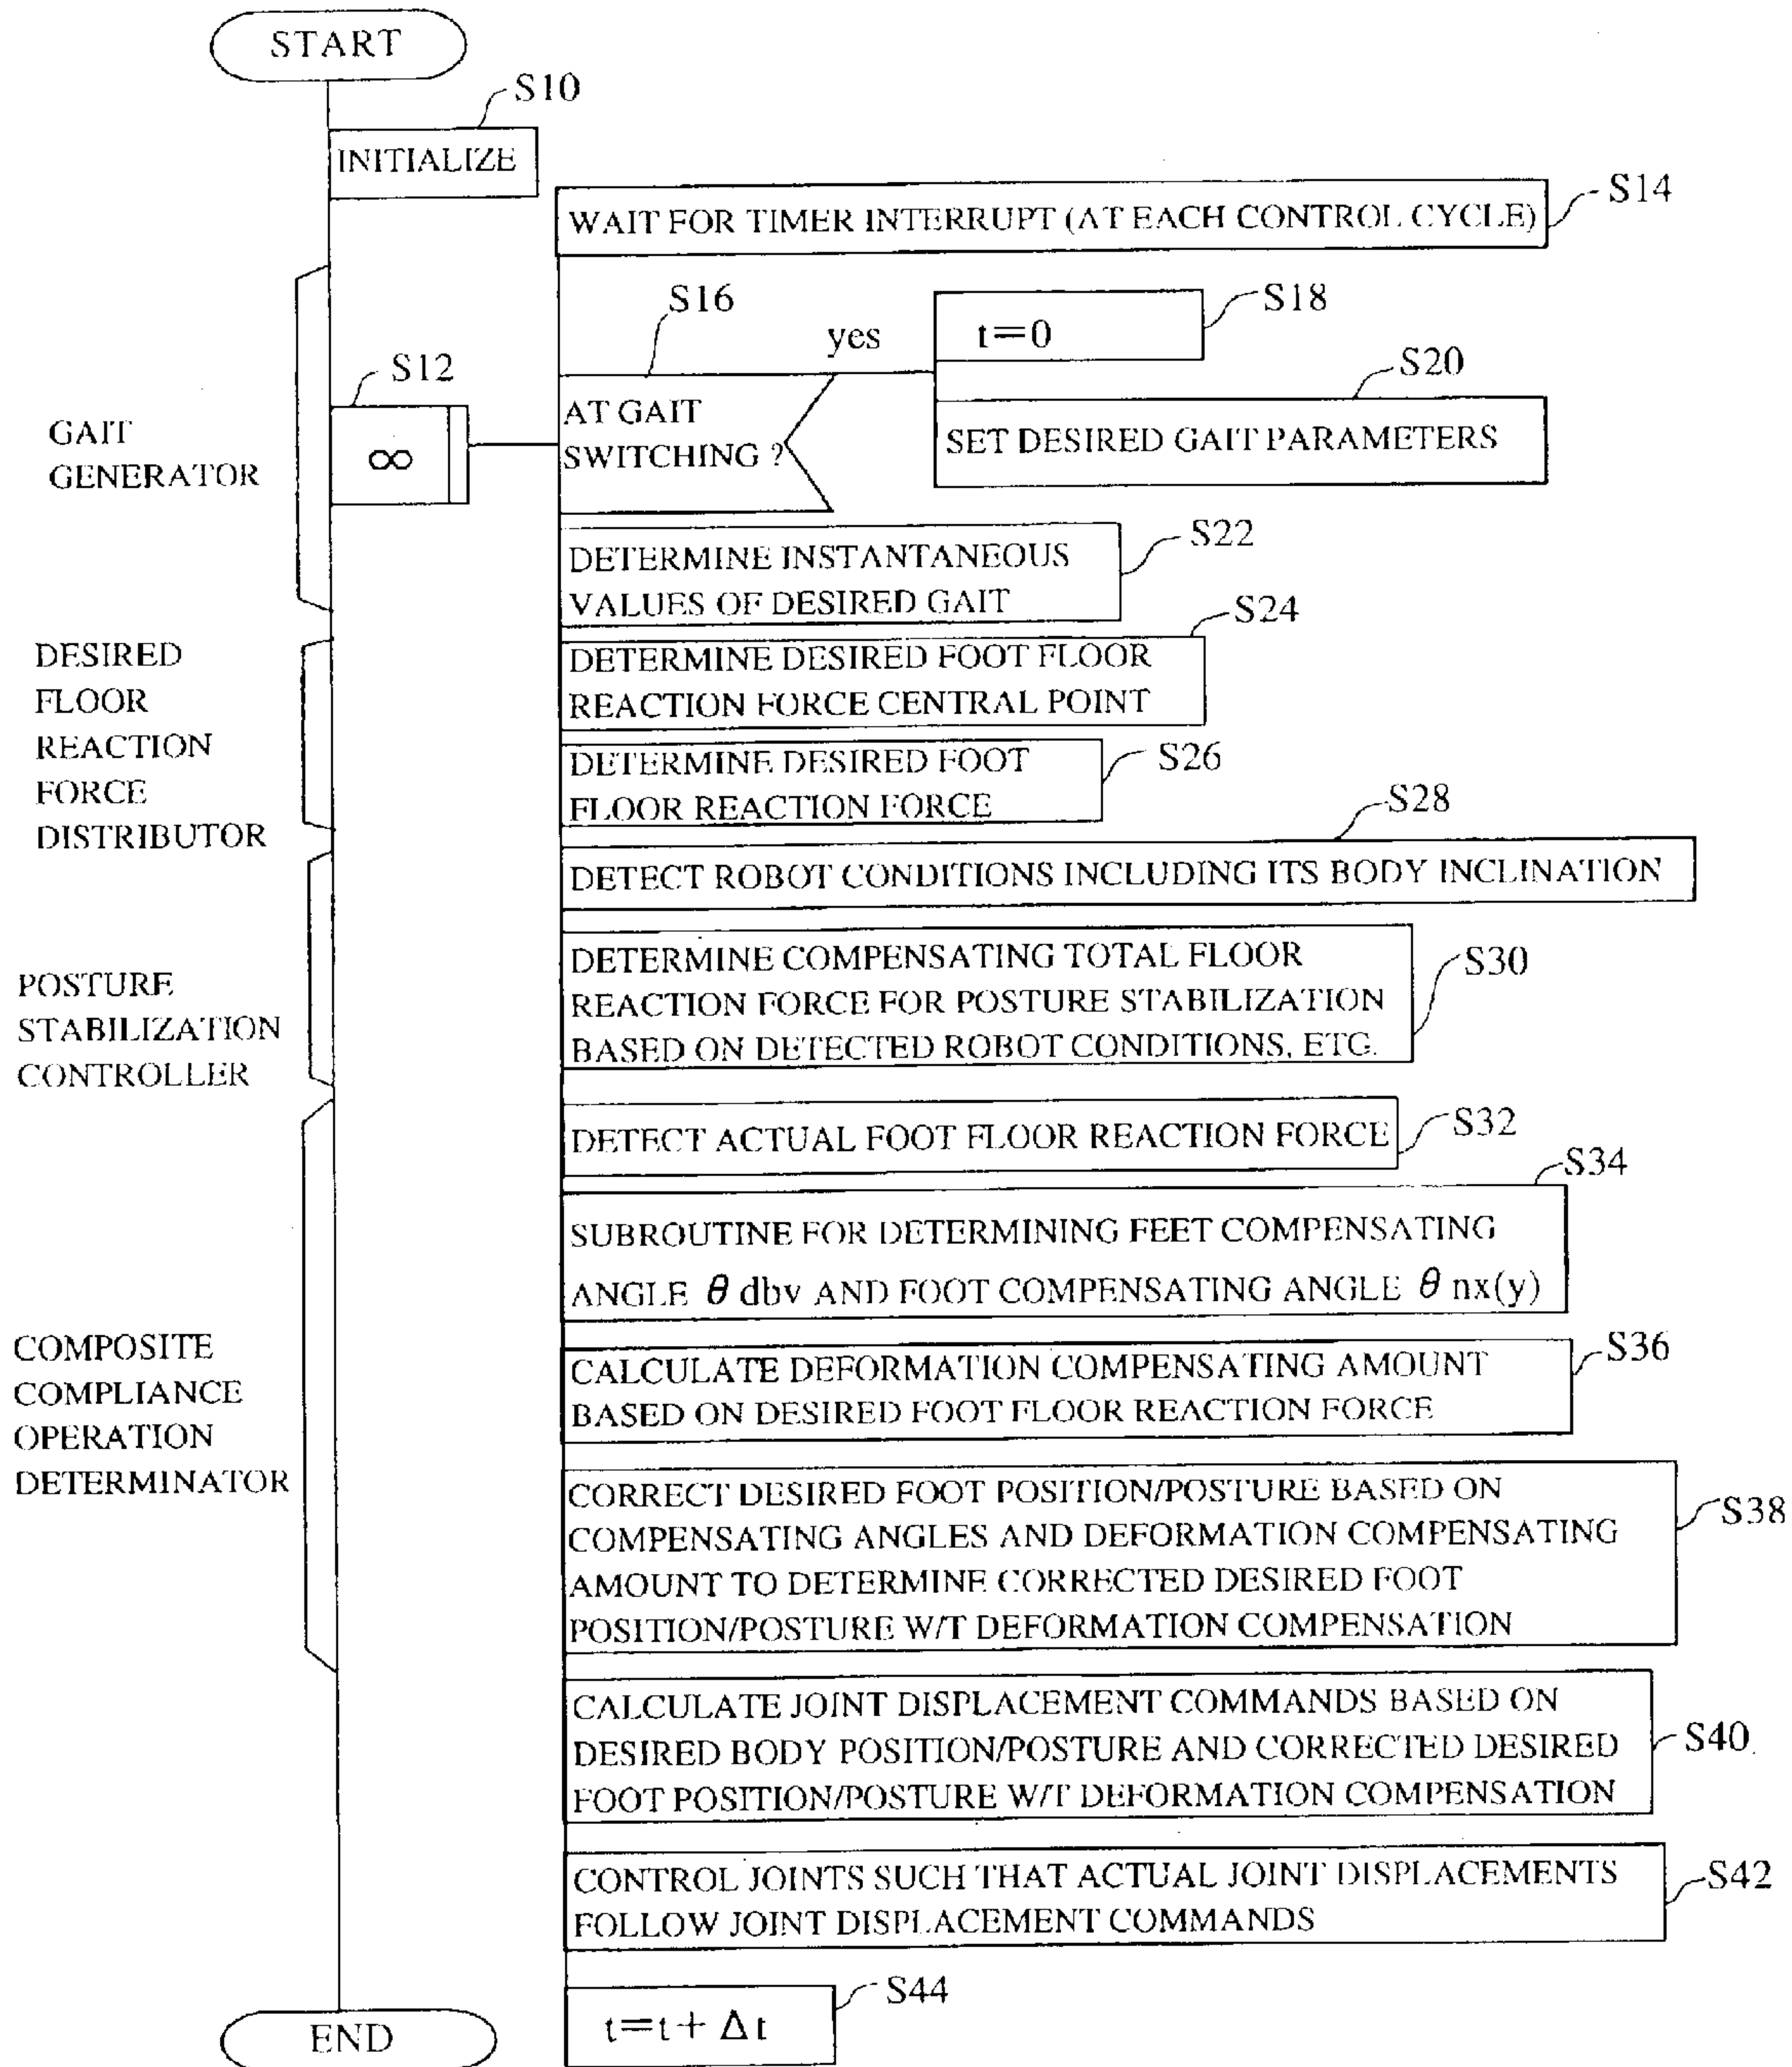 START
S10
INITIALIZE
WAIT FOR TIMER INTERRUPT (AT EACH CONTROL CYCLE)
S14
S16
yes
t=0
S18
S12
∞
AT GAIT
SWITCHING ?
S20
SET DESIRED GAIT PARAMETERS
GAIT
GENERATOR
DETERMINE INSTANTANEOUS
VALUES OF DESIRED GAIT
S22
S24
DETERMINE DESIRED FOOT FLOOR
REACTION FORCE CENTRAL POINT
DESIRED
FLOOR
REACTION
FORCE
DISTRIBUTOR
DETERMINE DESIRED FOOT
FLOOR REACTION FORCE
S26
S28
DETECT ROBOT CONDITIONS INCLUDING ITS BODY INCLINATION
POSTURE
STABILIZATION
CONTROLLER
DETERMINE COMPENSATING TOTAL FLOOR
REACTION FORCE FOR POSTURE STABILIZATION
BASED ON DETECTED ROBOT CONDITIONS, ETG.
S30
DETECT ACTUAL FOOT FLOOR REACTION FORCE
S32
S34
SUBROUTINE FOR DETERMINING FEET COMPENSATING
ANGLE θ dbv AND FOOT COMPENSATING ANGLE θ nx(y)
COMPOSITE
COMPLIANCE
OPERATION
DETERMINATOR
CALCULATE DEFORMATION COMPENSATING AMOUNT
BASED ON DESIRED FOOT FLOOR REACTION FORCE
S36
CORRECT DESIRED FOOT POSITION/POSTURE BASED ON
COMPENSATING ANGLES AND DEFORMATION COMPENSATING
AMOUNT TO DETERMINE CORRECTED DESIRED FOOT
POSITION/POSTURE W/T DEFORMATION COMPENSATION
S38
CALCULATE JOINT DISPLACEMENT COMMANDS BASED ON
DESIRED BODY POSITION/POSTURE AND CORRECTED DESIRED
FOOT POSITION/POSTURE W/T DEFORMATION COMPENSATION
S40
CONTROL JOINTS SUCH THAT ACTUAL JOINT DISPLACEMENTS
FOLLOW JOINT DISPLACEMENT COMMANDS
S42
S44
t=t+ Δt
END